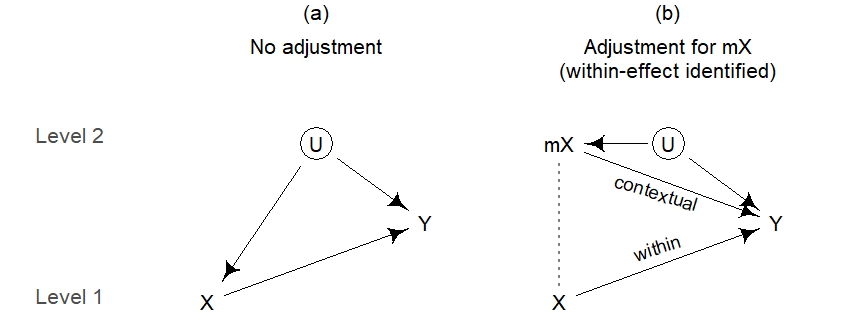 (a)
No adjustment
(b)
Adjustment for mX
(within-effect identified)
Level 2
U
mX
U
contextual
Y
Y
within
Level 1
X
X